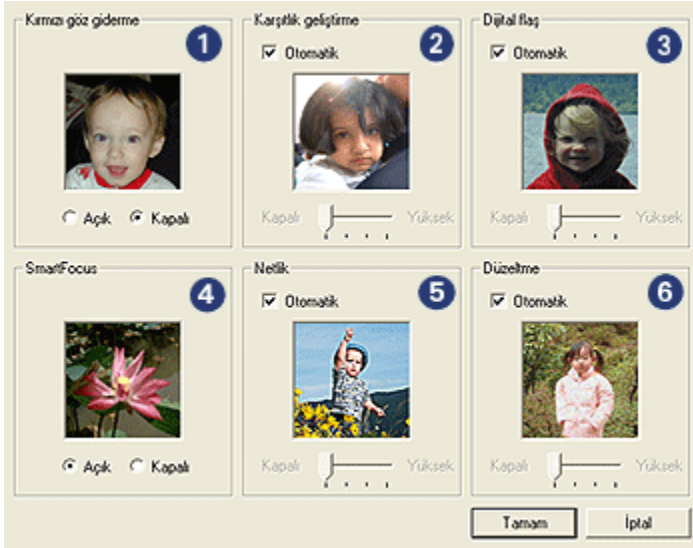 Kırmızı göz giderme
1
Açık Kapalı
Karşıtlık geliştirme
2
Otomatik
Kapalı Yüksek
Dijital flaş
3
Otomatik
Kapalı Yüksek
SmartFocus
4
Açık Kapalı
Netlik
5
Otomatik
Kapalı Yüksek
Düzeltme
6
Otomatik
Kapalı Yüksek
Tamam İptal